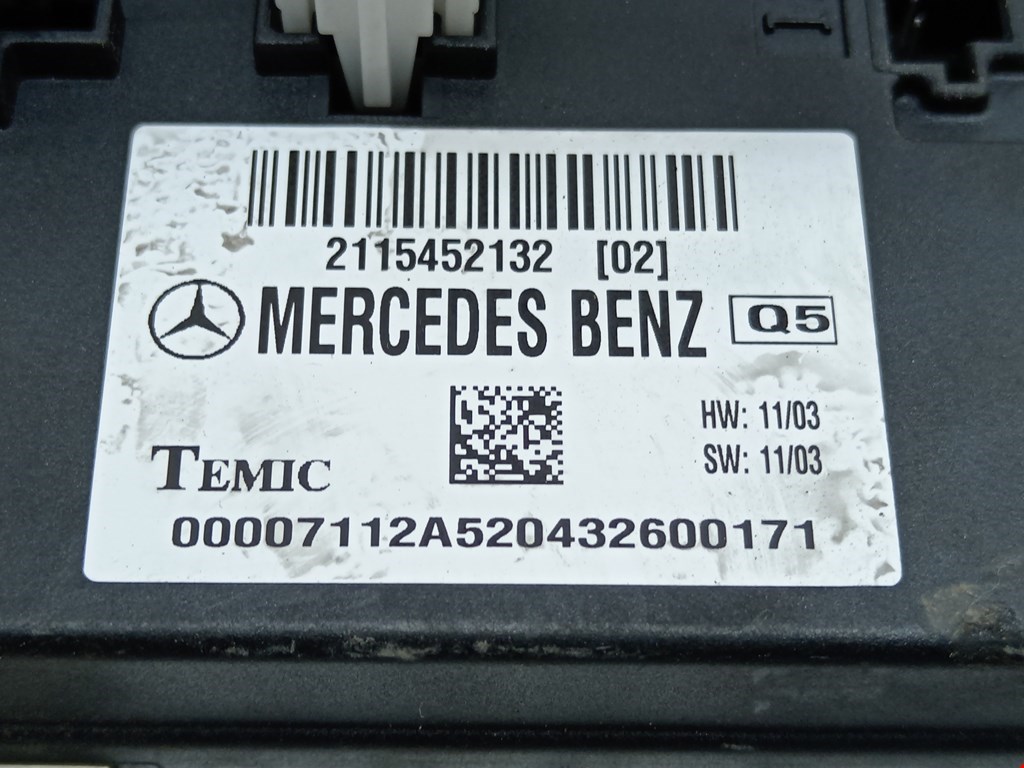 2115452132 [02]
MERCEDES BENZ Q5
HW: 11/03
SW: 11/03
TEMIC
00007112A520432600171